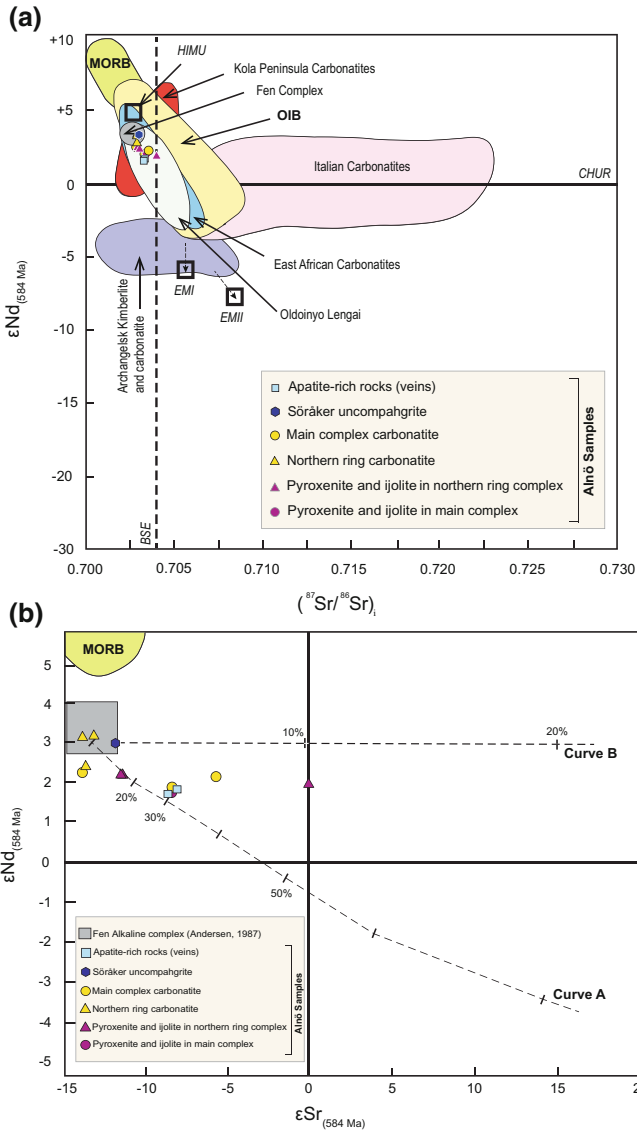 (a)
+10
+5
0
-5
-10
-15
-20
-25
-30
εNd(584 Ma)
MORB
HIMU
Kola Peninsula Carbonatites
Fen Complex
OIB
Italian Carbonatites
CHUR
East African Carbonatites
EMI
EMII
Oldoinyo Lengai
Archangelsk Kimberlite
and carbonatite
BSE
Apatite-rich rocks (veins)
Söråker uncompahgrite
Main complex carbonatite
Northern ring carbonatite
Pyroxenite and ijolite in northern ring complex
Pyroxenite and ijolite in main complex
Alnö Samples
0.700 0.705 0.710 0.715 0.720 0.725 0.730
(87Sr/86Sr)i
(b)
MORB
5
4
3
2
1
0
-1
-2
-3
-4
-5
εNd(584 Ma)
10%
20%
Curve B
20%
30%
50%
Curve A
Fen Alkaline complex (Andersen, 1987)
Apatite-rich rocks (veins)
Söråker uncompahgrite
Main complex carbonatite
Northern ring carbonatite
Pyroxenite and ijolite in northern ring complex
Pyroxenite and ijolite in main complex
Alnö Samples
-15 -10 -5 0 5 10 15 2
εSr(584 Ma)